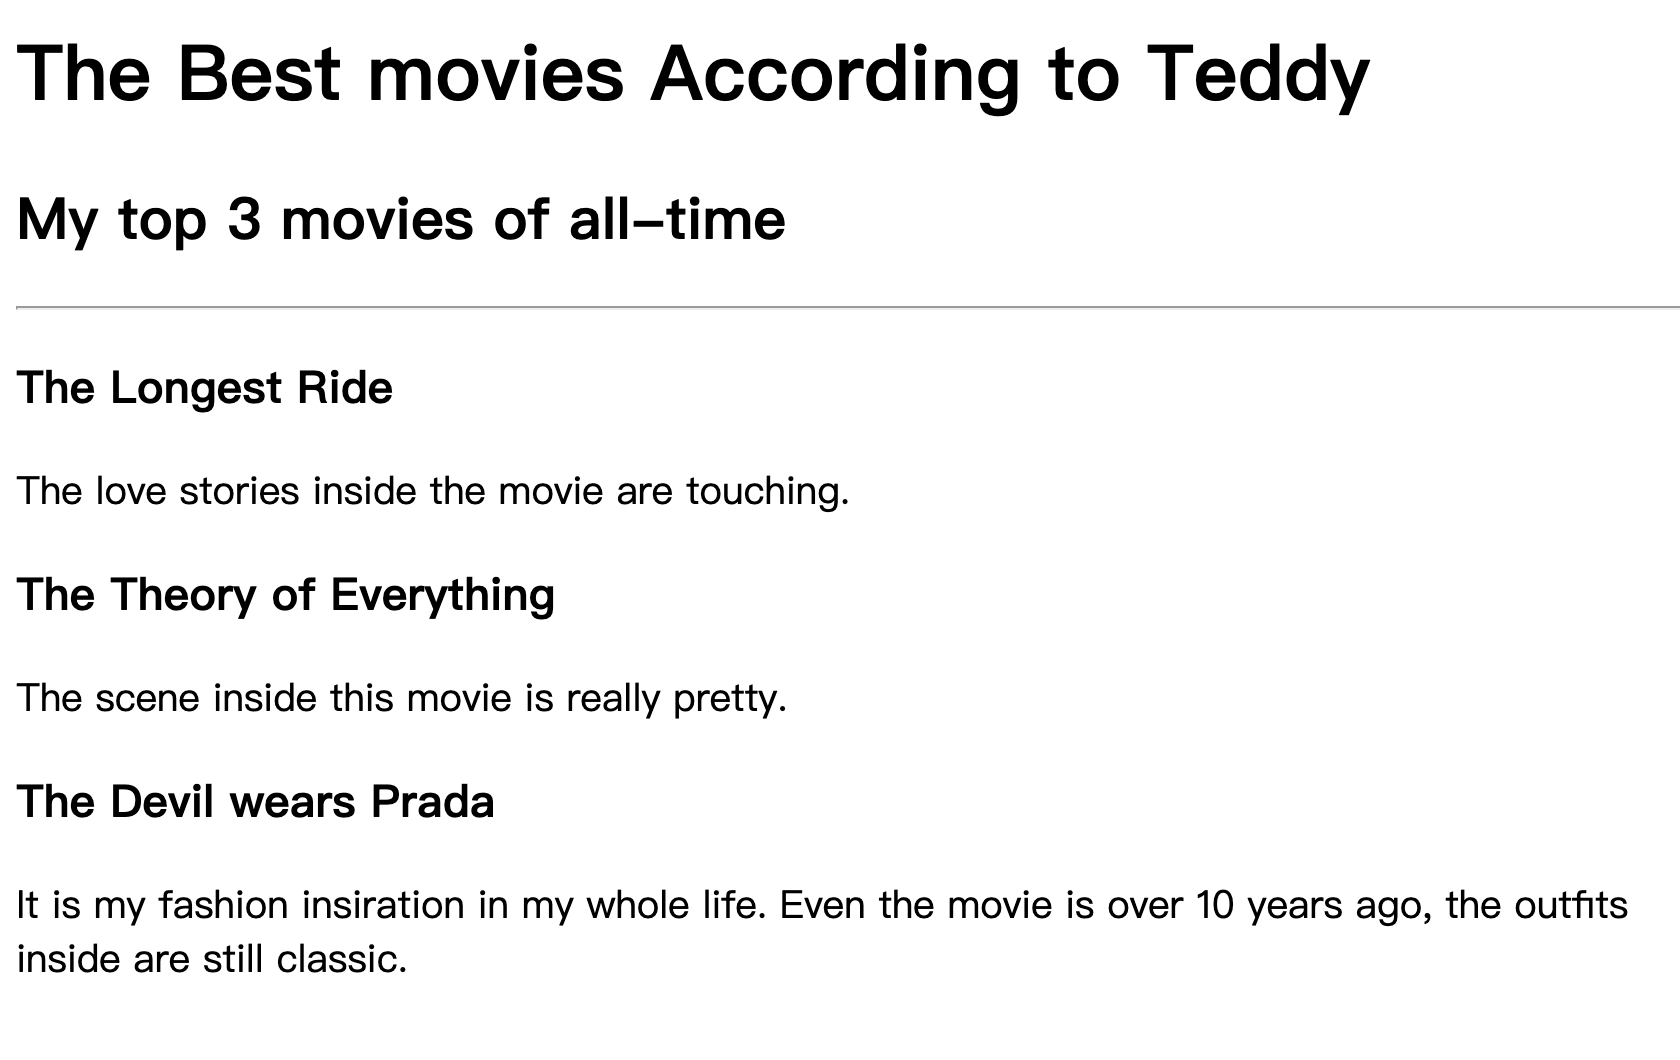 The Best movies According to Teddy
My top 3 movies of all-time
The Longest Ride
The love stories inside the movie are touching.
The Theory of Everything
The scene inside this movie is really pretty.
The Devil wears Prada
It is my fashion insiration in my whole life. Even the movie is over 10 years ago, the outfits
inside are still classic.